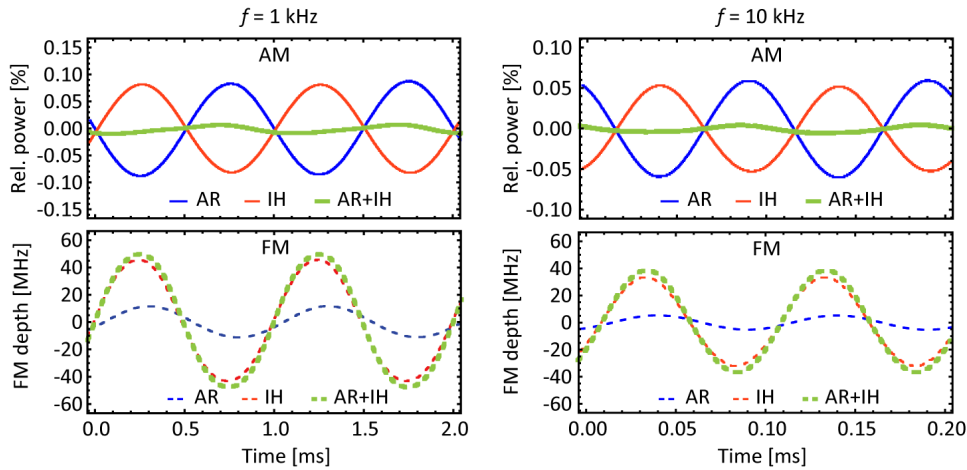 f = 1 kHz
f = 10 kHz
AM
Rel. power [%]
0.15
0.10
0.05
0.00
-0.05
-0.10
-0.15
AR IH AR+IH
AM
Rel. power [%]
0.10
0.05
0.00
-0.05
-0.10
AR IH AR+IH
FM
FM depth [MHz]
60
40
20
0
-20
-40
-60
AR IH AR+IH
0.0 0.5 1.0 1.5 2.0
Time [ms]
FM
FM depth [MHz]
60
40
20
0
-20
-40
-60
AR IH AR+IH
0.00 0.05 0.10 0.15 0.20
Time [ms]